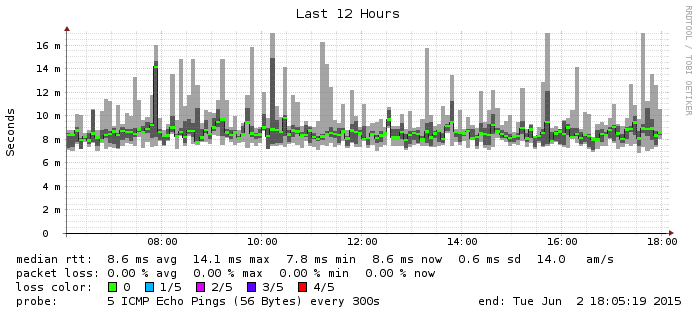 Last 12 Hours
RRDTOOL / TOBI OETIKER
Seconds
16 m
14 m
12 m
10 m
8 m
6 m
4 m
2 m
0
08:00 10:00 12:00 14:00 16:00 18:00
median rtt: 8.6 ms avg 14.1 ms max 7.8 ms min 8.6 ms now 0.6 ms sd 14.0 am/s
packet loss: 0.00 % avg 0.00 % max 0.00 % min 0.00 % now
loss color: 0 1/5 2/5 3/5 4/5
probe: 5 ICMP Echo Pings (56 Bytes) every 300s end: Tue Jun 2 18:05:19 2015